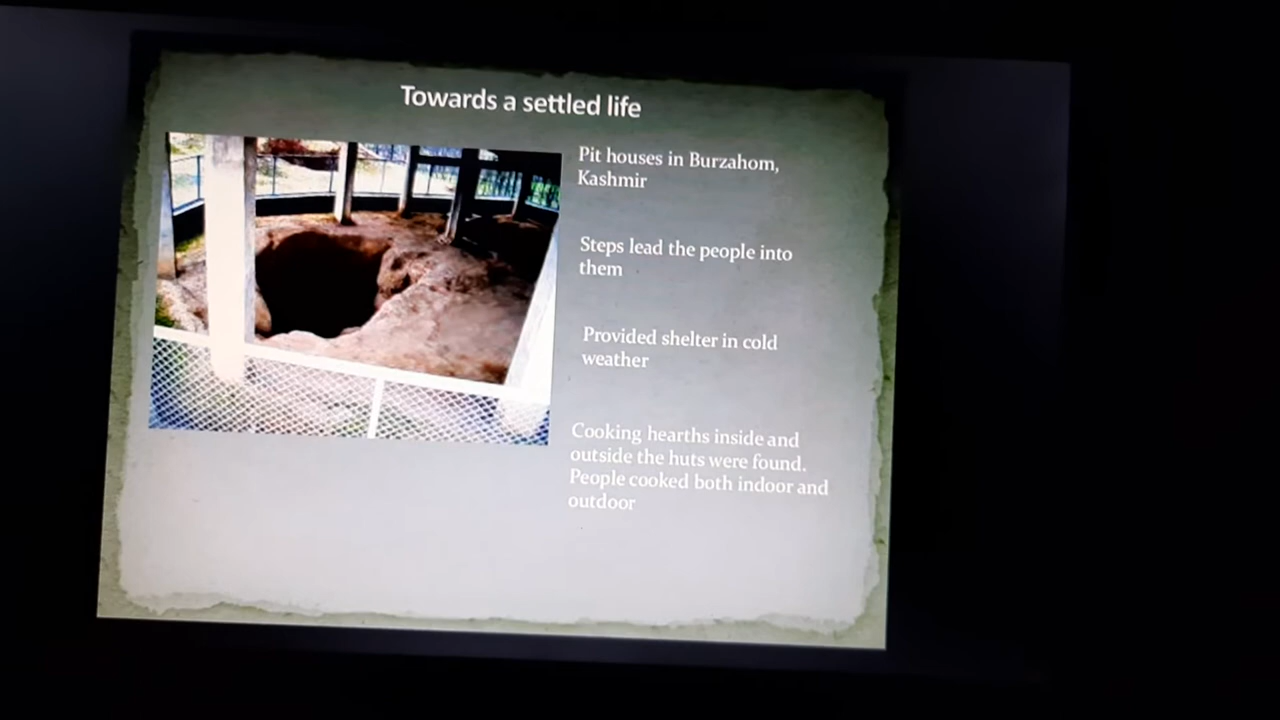 Towards a settled life
Pit houses in Burzahom,
Kashmir
Steps lead the people into
them
Provided shelter in cold
weather
Cooking hearths inside and
outside the huts were found.
People cooked both indoor and
outdoor